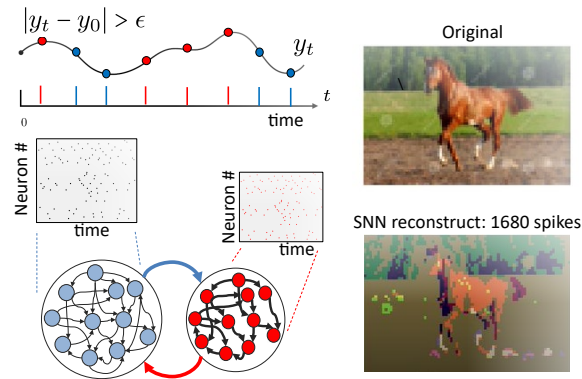 |y_t − y_0| > ϵ
y_t
0
time
t
Neuron #
time
Neuron #
time
Original
SNN reconstruct: 1680 spikes